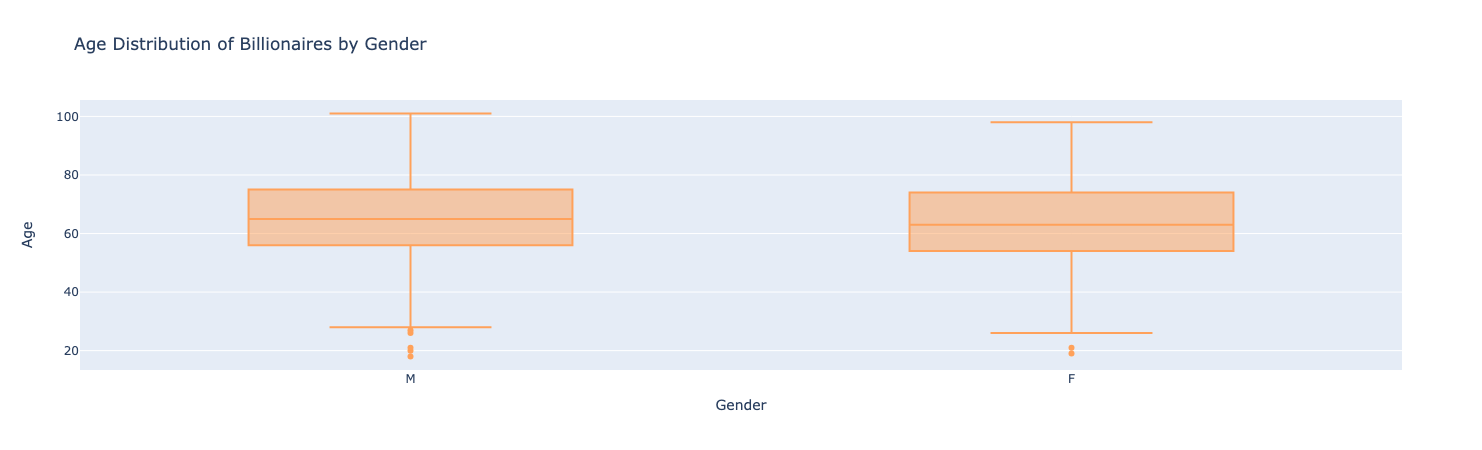 Age Distribution of Billionaires by Gender
100
80
60
40
20
Age
M
F
Gender